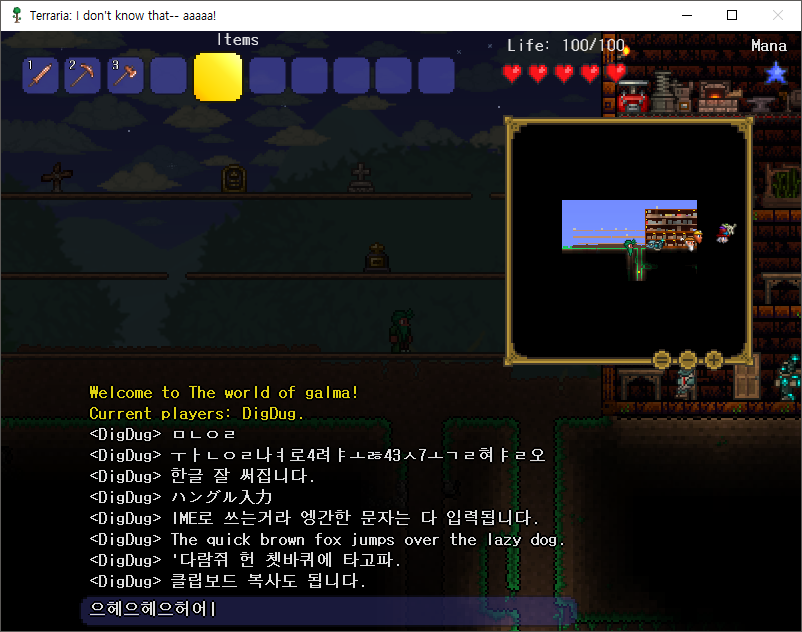 Terraria: I don't know that-- aaaaa!
Items
Life: 100/100
Mana
1 2 3
Welcome to The world of galma!
Current players: DigDug.
<DigDug> ㅁㄴㅇㄹ
<DigDug> ㅜㅏㄴㅇㄹ나ㅕ로4려ㅑㅗㄻ43ㅅ7ㅗㄱㄹ혀ㅑㄹ오
<DigDug> 한글 잘 써집니다.
<DigDug> ハングル入力
<DigDug> IME로 쓰는거라 엥간한 문자는 다 입력됩니다.
<DigDug> The quick brown fox jumps over the lazy dog.
<DigDug> '다람쥐 헌 쳇바퀴에 타고파.
<DigDug> 클립보드 복사도 됩니다.
으헤으헤으허어|